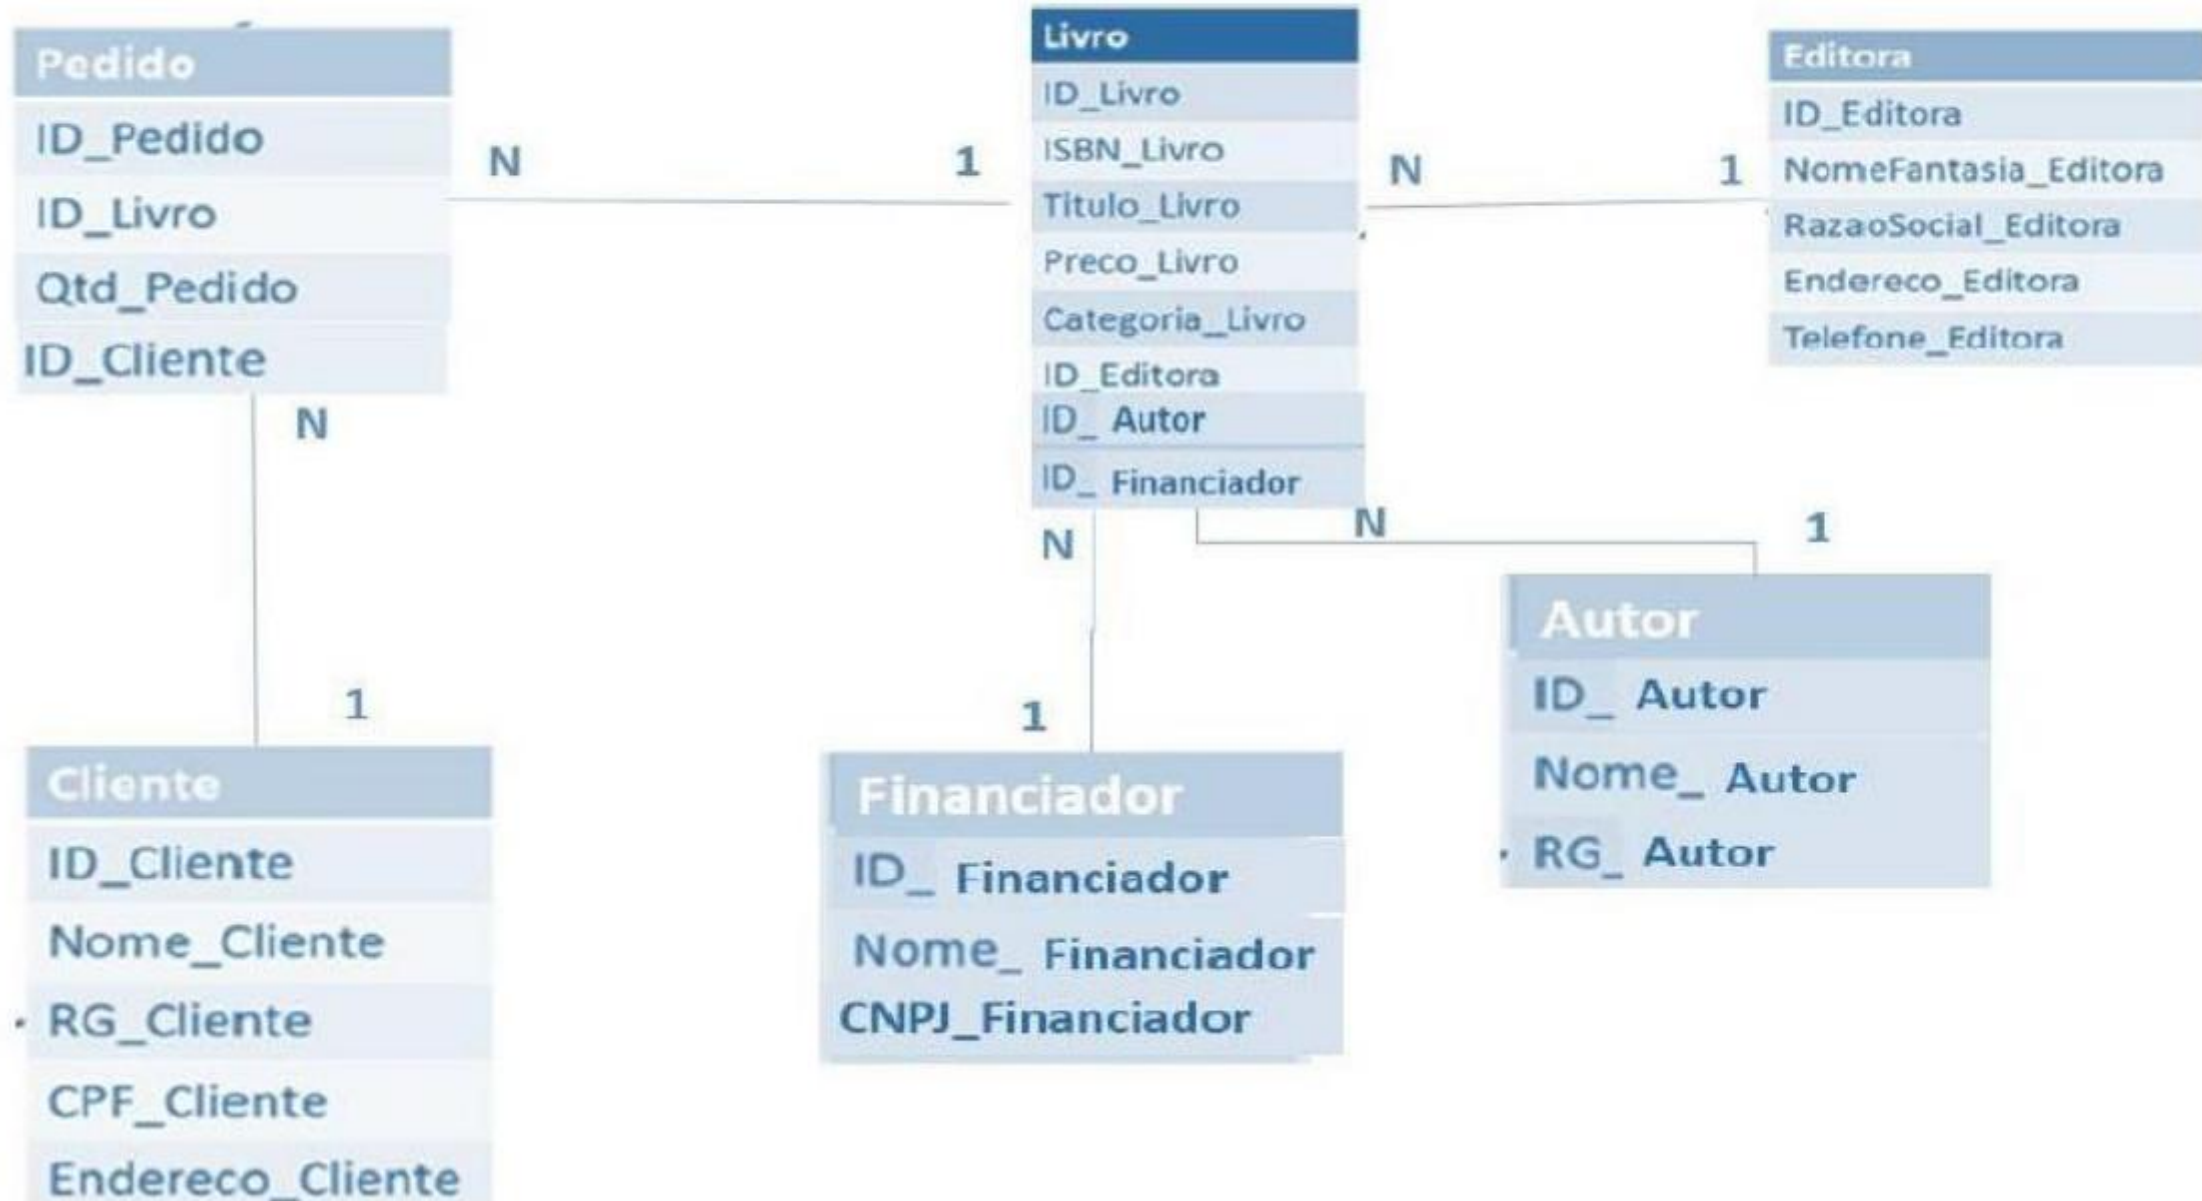 Pedido
ID_Pedido
ID_Livro
Qtd_Pedido
ID_Cliente
N
1
Livro
ID_Livro
ISBN_Livro
Titulo_Livro
Preco_Livro
Categoria_Livro
ID_Editora
ID_ Autor
ID_ Financiador
N
1
Editora
ID_Editora
NomeFantasia_Editora
RazaoSocial_Editora
Endereco_Editora
Telefone_Editora
N
1
N
1
N
1
Cliente
ID_Cliente
Nome_Cliente
RG_Cliente
CPF_Cliente
Endereco_Cliente
Financiador
ID_ Financiador
Nome_ Financiador
CNPJ_Financiador
Autor
ID_ Autor
Nome_ Autor
RG_ Autor